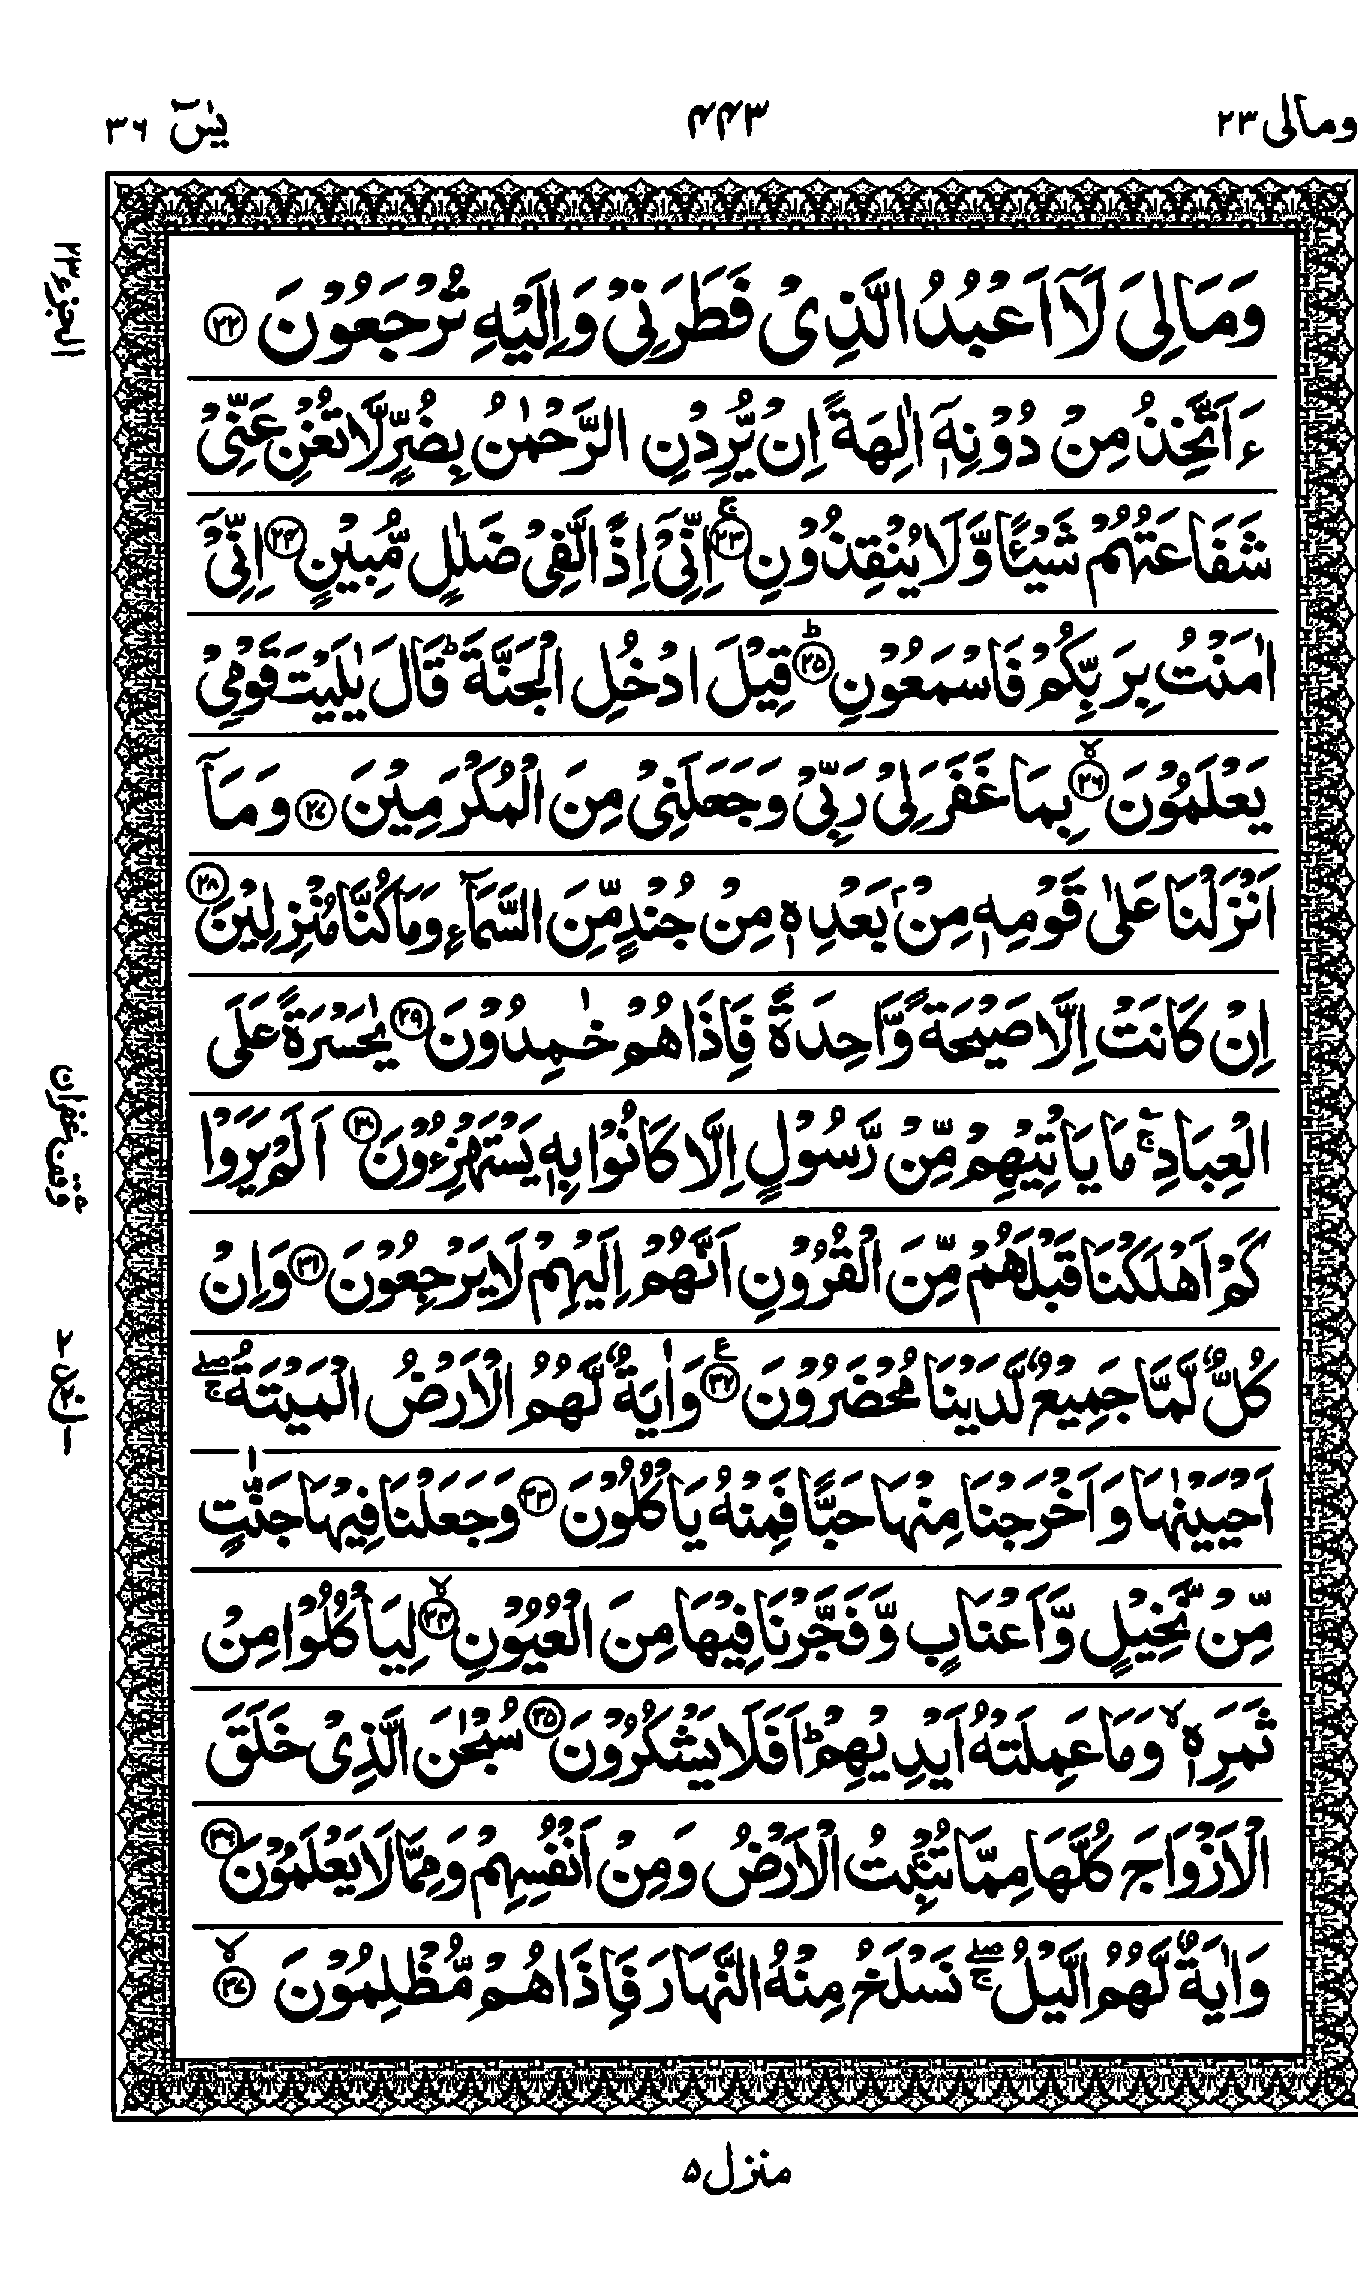 ومالی ۲۳
۴۴۳
یٰسٓ ۳۶
الجزء ۲۳
وَمَا لِیَ لَاۤ اَعْبُدُ الَّذِیْ فَطَرَنِیْ وَاِلَیْهِ تُرْجَعُوْنَ ﴿۲۲﴾
ءَاَتَّخِذُ مِنْ دُوْنِهٖۤ اٰلِهَةً اِنْ یُّرِدْنِ الرَّحْمٰنُ بِضُرٍّ لَّا تُغْنِ عَنِّیْ
شَفَاعَتُهُمْ شَیْـًٔا وَّلَا یُنْقِذُوْنِ ﴿۲۳﴾ۚ اِنِّیْۤ اِذًا لَّفِیْ ضَلٰلٍ مُّبِیْنٍ ﴿۲۴﴾ اِنِّیْۤ
اٰمَنْتُ بِرَبِّكُمْ فَاسْمَعُوْنِ ﴿۲۵﴾ؕ قِیْلَ ادْخُلِ الْجَنَّةَ ؕ قَالَ یٰلَیْتَ قَوْمِیْ
یَعْلَمُوْنَ ﴿۲۶﴾ۙ بِمَا غَفَرَ لِیْ رَبِّیْ وَجَعَلَنِیْ مِنَ الْمُكْرَمِیْنَ ﴿۲۷﴾ وَمَاۤ
اَنْزَلْنَا عَلٰی قَوْمِهٖ مِنْۢ بَعْدِهٖ مِنْ جُنْدٍ مِّنَ السَّمَآءِ وَمَا كُنَّا مُنْزِلِیْنَ ﴿۲۸﴾
اِنْ كَانَتْ اِلَّا صَیْحَةً وَّاحِدَةً فَاِذَا هُمْ خٰمِدُوْنَ ﴿۲۹﴾ یٰحَسْرَةً عَلَی
الْعِبَادِ ۚؔ مَا یَاْتِیْهِمْ مِّنْ رَّسُوْلٍ اِلَّا كَانُوْا بِهٖ یَسْتَهْزِءُوْنَ ﴿۳۰﴾ اَلَمْ یَرَوْا
وقف غفران
كَمْ اَهْلَكْنَا قَبْلَهُمْ مِّنَ الْقُرُوْنِ اَنَّهُمْ اِلَیْهِمْ لَا یَرْجِعُوْنَ ﴿۳۱﴾ وَاِنْ
كُلٌّ لَّمَّا جَمِیْعٌ لَّدَیْنَا مُحْضَرُوْنَ ﴿۳۲﴾ع وَاٰیَةٌ لَّهُمُ الْاَرْضُ الْمَیْتَةُ ۖۚ
اَحْیَیْنٰهَا وَاَخْرَجْنَا مِنْهَا حَبًّا فَمِنْهُ یَاْكُلُوْنَ ﴿۳۳﴾ وَجَعَلْنَا فِیْهَا جَنّٰتٍ
مِّنْ نَّخِیْلٍ وَّاَعْنَابٍ وَّفَجَّرْنَا فِیْهَا مِنَ الْعُیُوْنِ ﴿۳۴﴾ۙ لِیَاْكُلُوْا مِنْ
ثَمَرِهٖ ۙ وَمَا عَمِلَتْهُ اَیْدِیْهِمْ ؕ اَفَلَا یَشْكُرُوْنَ ﴿۳۵﴾ سُبْحٰنَ الَّذِیْ خَلَقَ
الْاَزْوَاجَ كُلَّهَا مِمَّا تُنْۢبِتُ الْاَرْضُ وَمِنْ اَنْفُسِهِمْ وَمِمَّا لَا یَعْلَمُوْنَ ﴿۳۶﴾
وَاٰیَةٌ لَّهُمُ الَّیْلُ ۖۚ نَسْلَخُ مِنْهُ النَّهَارَ فَاِذَا هُمْ مُّظْلِمُوْنَ ﴿۳۷﴾ۙ
منزل ۵